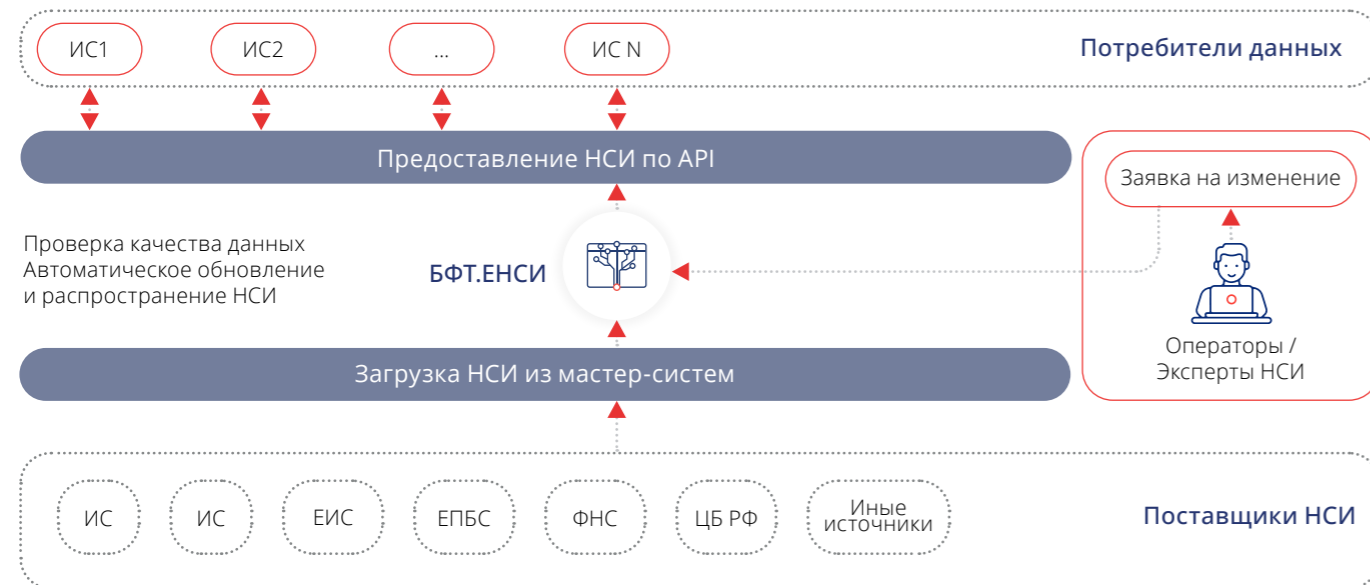 ИС1
ИС2
...
ИС N
Потребители данных
Предоставление НСИ по API
Заявка на изменение
Проверка качества данных
Автоматическое обновление
и распространение НСИ
БФТ.ЕНСИ
Операторы /
Эксперты НСИ
Загрузка НСИ из мастер-систем
ИС
ИС
ЕИС
ЕПБС
ФНС
ЦБ РФ
Иные
источники
Поставщики НСИ